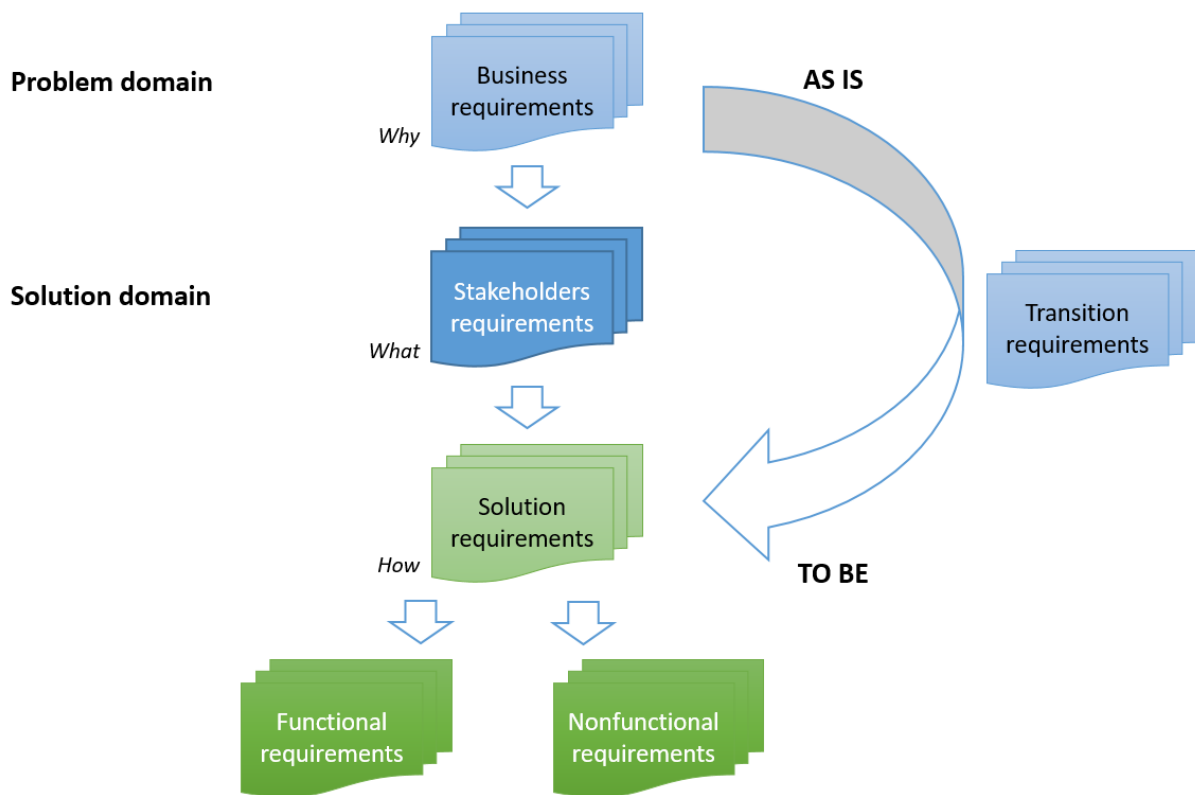 Problem domain
Business
requirements
Why
AS IS
Solution domain
Stakeholders
requirements
What
Transition
requirements
Solution
requirements
How
TO BE
Functional
requirements
Nonfunctional
requirements